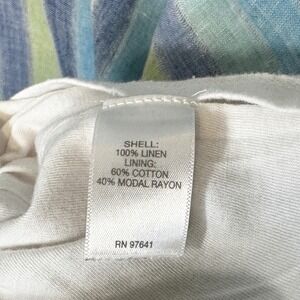 SHELL:
100% LINEN
LINING:
60% COTTON
40% MODAL RAYON
RN 97641